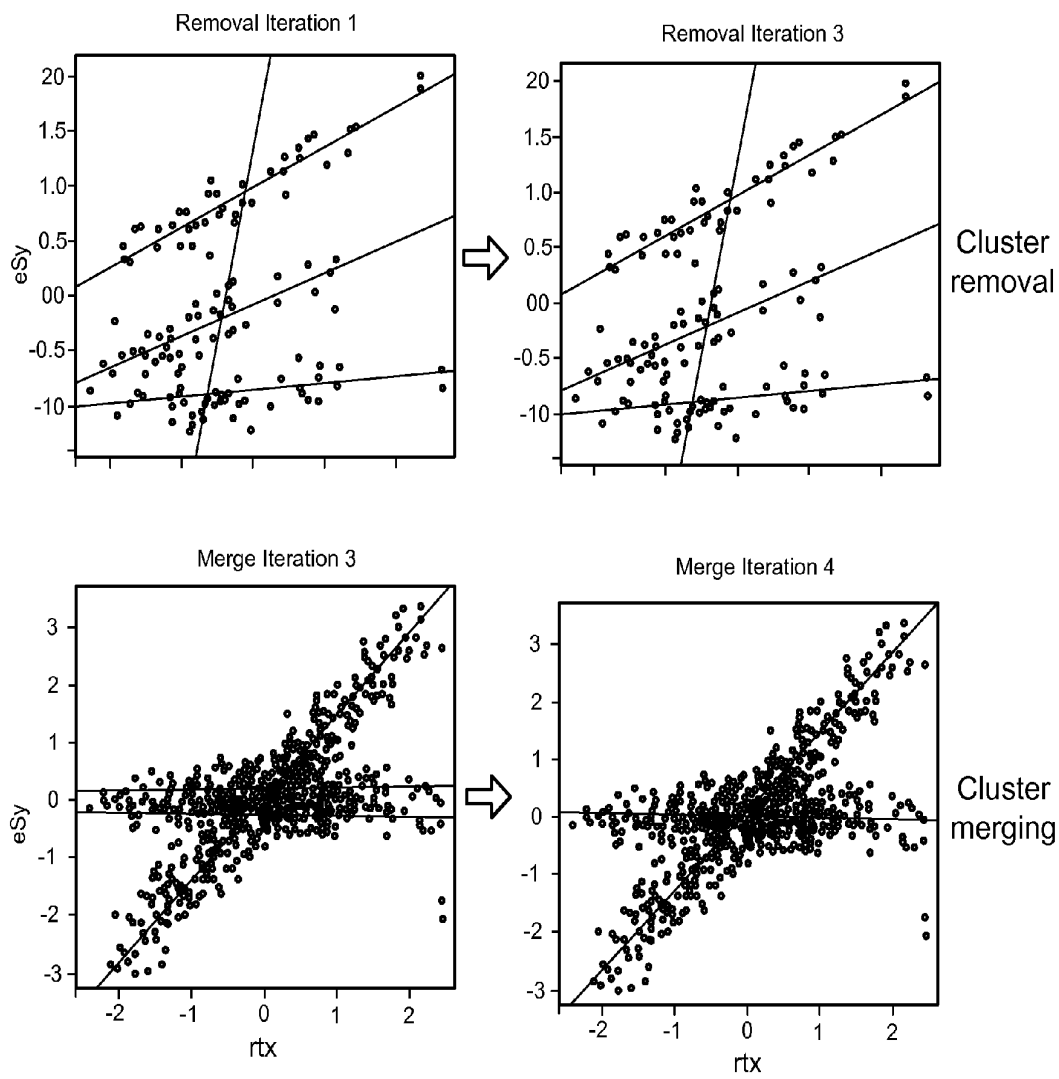 Removal Iteration 1
Removal Iteration 3
20
1.5
1.0
0.5
00
-0.5
-10
eSy
20
1.5
1.0
0.5
00
-0.5
-10
Cluster
removal
Merge Iteration 3
Merge Iteration 4
3
2
1
0
-1
-2
-3
eSy
-2 -1 0 1 2
rtx
3
2
1
0
-1
-2
-3
-2 -1 0 1 2
rtx
Cluster
merging